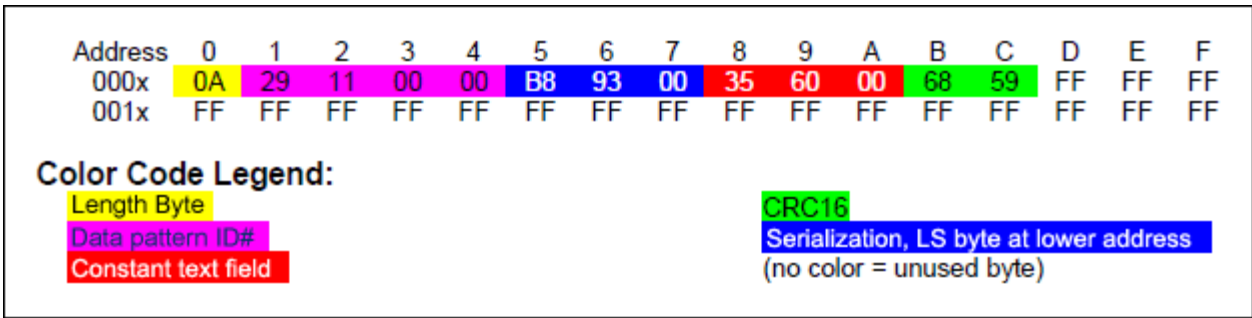 Address 0 1 2 3 4 5 6 7 8 9 A B C D E F
000x 0A 29 11 00 00 B8 93 00 35 60 00 68 59 FF FF FF
001x FF FF FF FF FF FF FF FF FF FF FF FF FF FF FF FF
Color Code Legend:
Length Byte
Data pattern ID#
Constant text field
CRC16
Serialization, LS byte at lower address
(no color = unused byte)